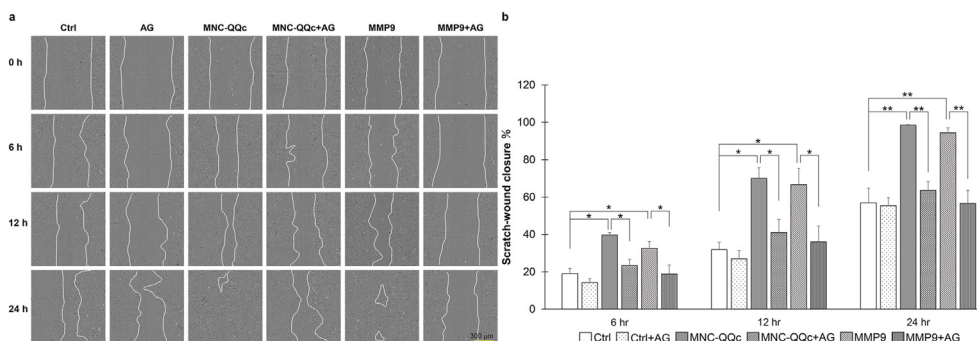 a
Ctrl AG MNC-QQc MNC-QQc+AG MMP9 MMP9+AG
0 h
6 h
12 h
24 h
300 µm
b
Scratch-wound closure %
120
100
80
60
40
20
0
* * * *
* * * *
** ** ** **
6 hr 12 hr 24 hr
Ctrl Ctrl+AG MNC-QQc MNC-QQc+AG MMP9 MMP9+AG